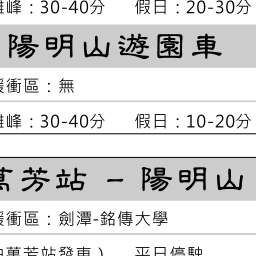 離峰：30-40分 假日：20-30分
陽明山遊園車
緩衝區：無
離峰：30-40分 假日：10-20分
萬芳站 - 陽明山
緩衝區：劍潭-銘傳大學
由萬芳站發車） 平日停駛